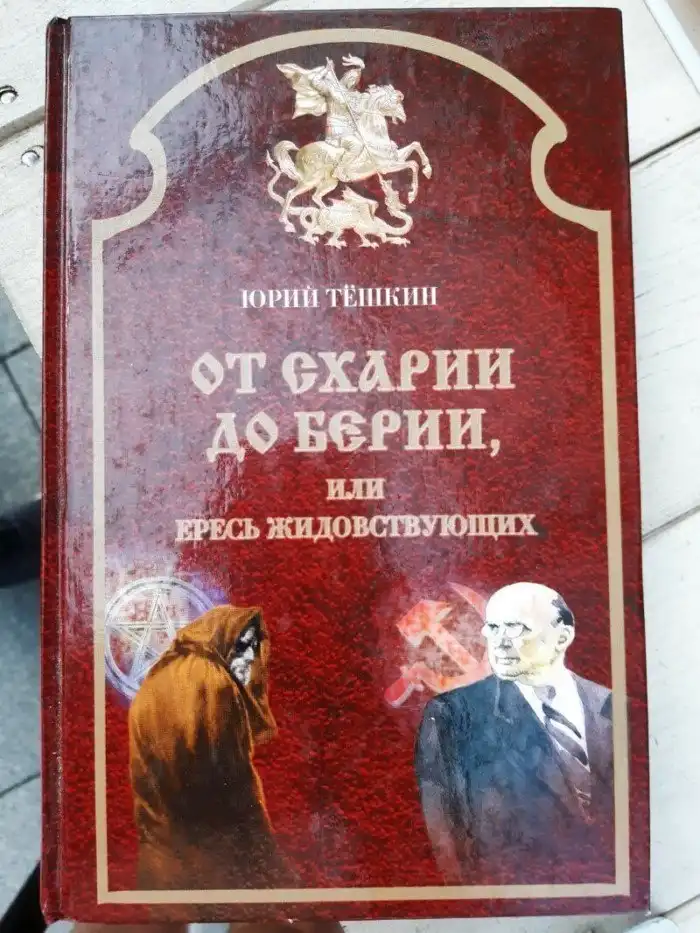 ЮРИЙ ТЁШКИН
ОТ СХАРИИ
ДО БЕРИИ,
ИЛИ
ЕРЕСЬ ЖИДОВСТВУЮЩИХ